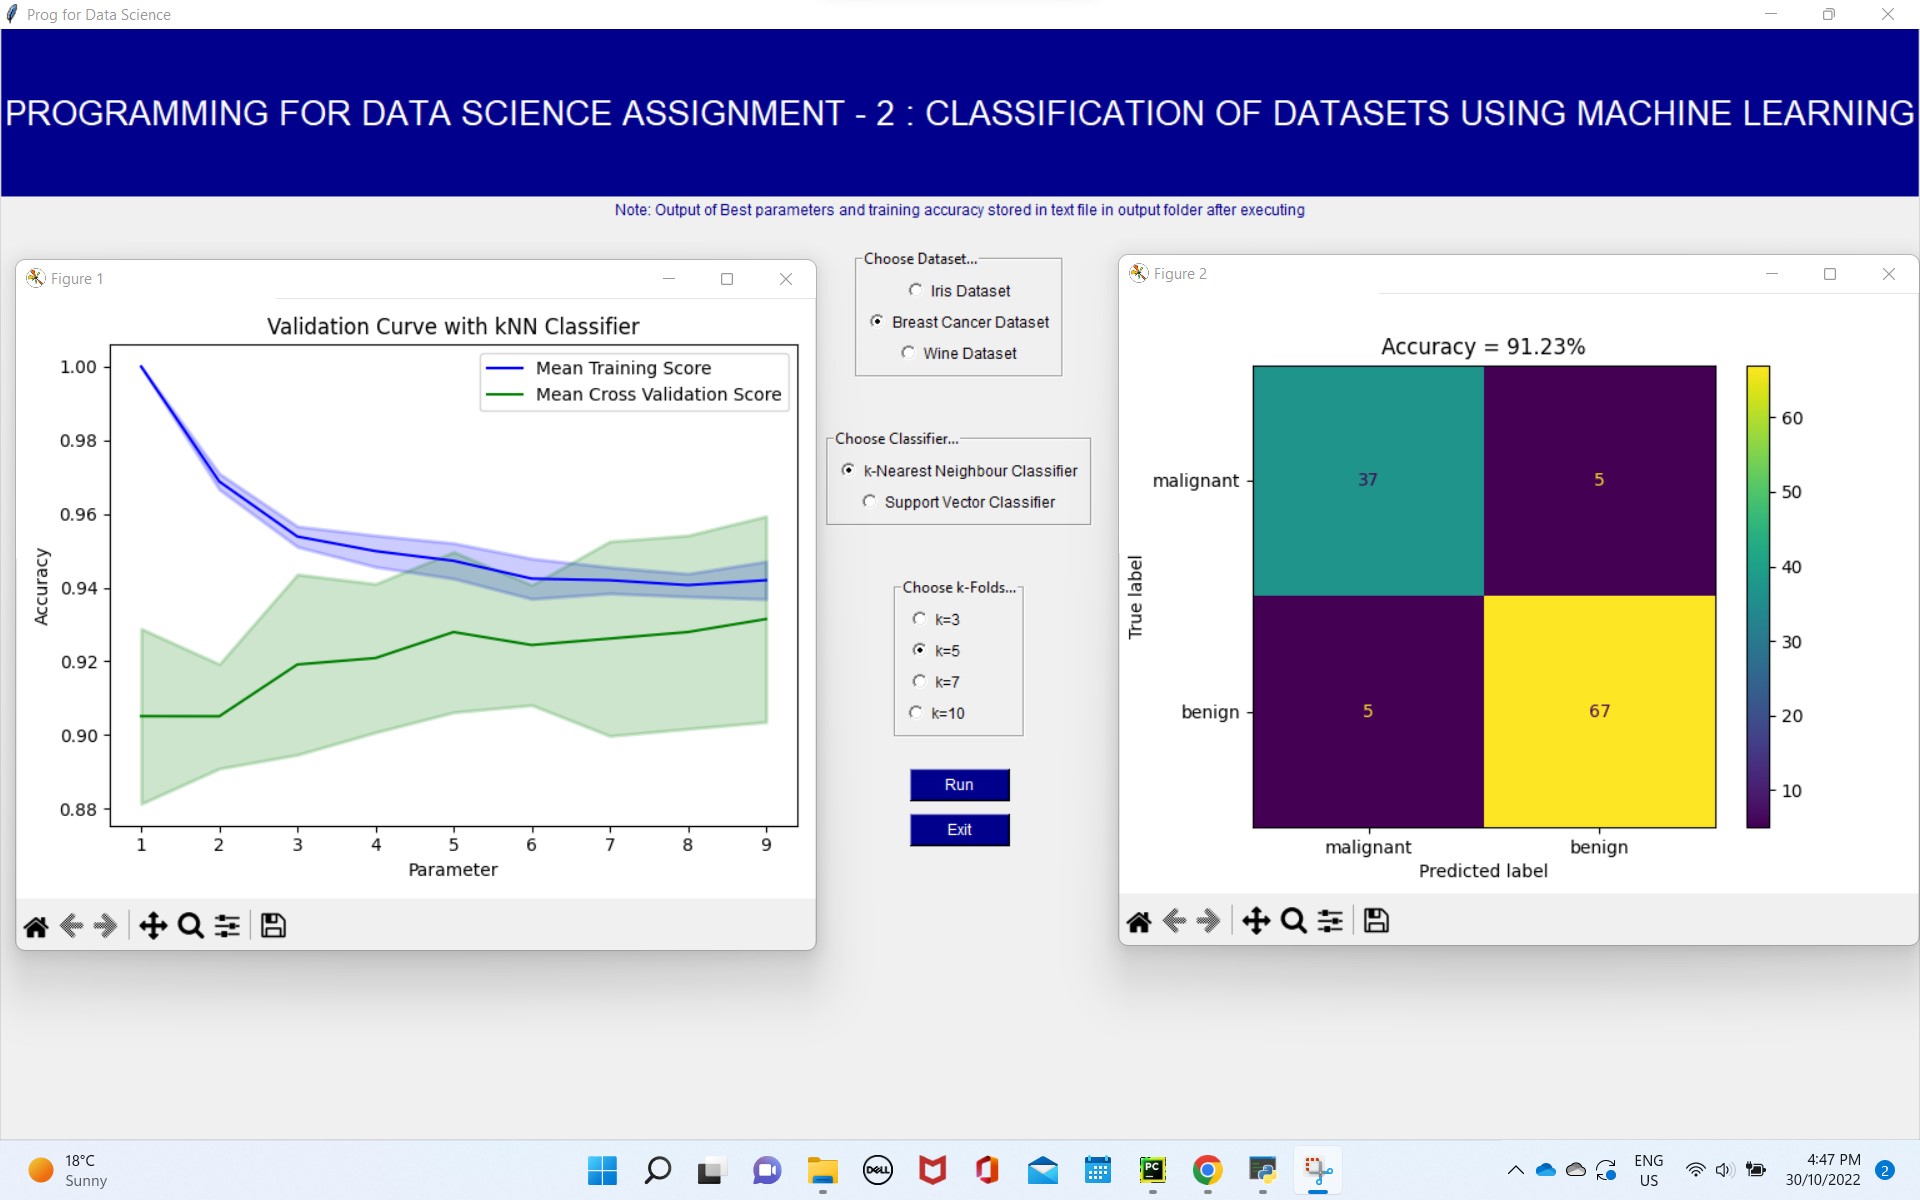 Prog for Data Science
PROGRAMMING FOR DATA SCIENCE ASSIGNMENT - 2 : CLASSIFICATION OF DATASETS USING MACHINE LEARNING
Note: Output of Best parameters and training accuracy stored in text file in output folder after executing
Figure 1
Validation Curve with kNN Classifier
Mean Training Score
Mean Cross Validation Score
1.00
0.98
0.96
0.94
0.92
0.90
0.88
Accuracy
1 2 3 4 5 6 7 8 9
Parameter
Choose Dataset...
Iris Dataset
Breast Cancer Dataset
Wine Dataset
Choose Classifier...
k-Nearest Neighbour Classifier
Support Vector Classifier
Choose k-Folds...
k=3
k=5
k=7
k=10
Run
Exit
Figure 2
Accuracy = 91.23%
True label
malignant
37 5
benign
5 67
malignant benign
Predicted label
60
50
40
30
20
10
18°C
Sunny
DELL
PC
ENG
US
4:47 PM
30/10/2022
2